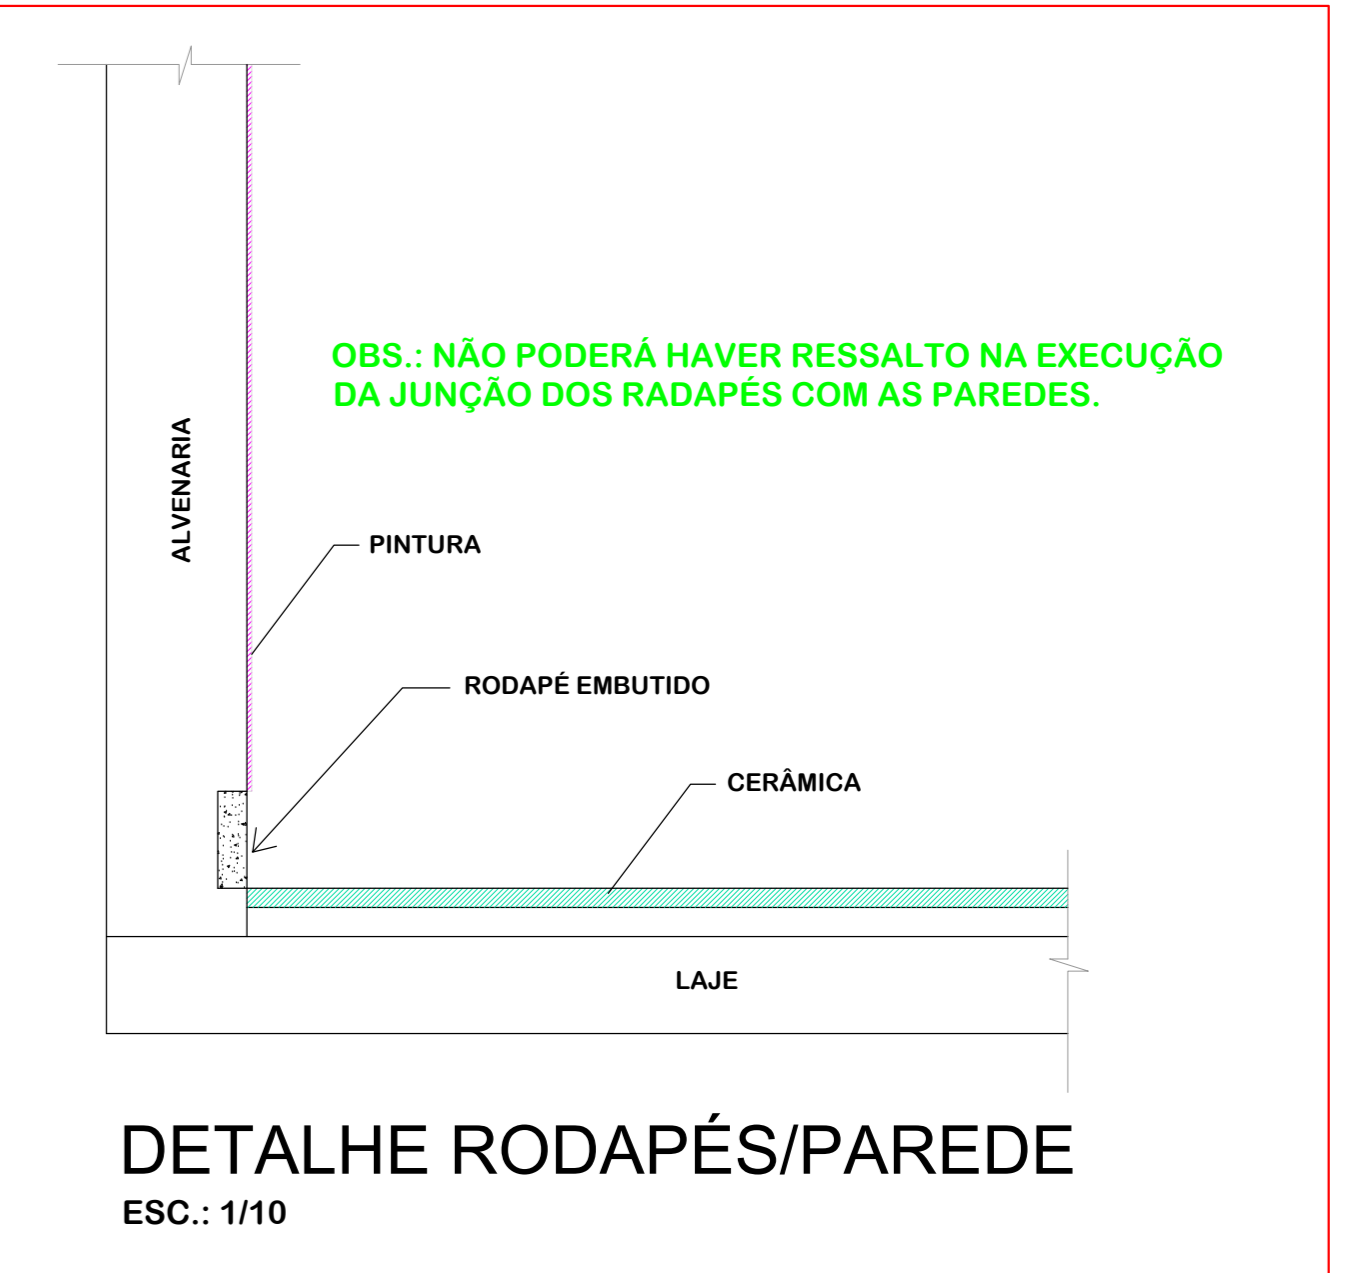 OBS.: NÃO PODERÁ HAVER RESSALTO NA EXECUÇÃO
DA JUNÇÃO DOS RADAPÉS COM AS PAREDES.
ALVENARIA
PINTURA
RODAPÉ EMBUTIDO
CERÂMICA
LAJE
DETALHE RODAPÉS/PAREDE
ESC.: 1/10